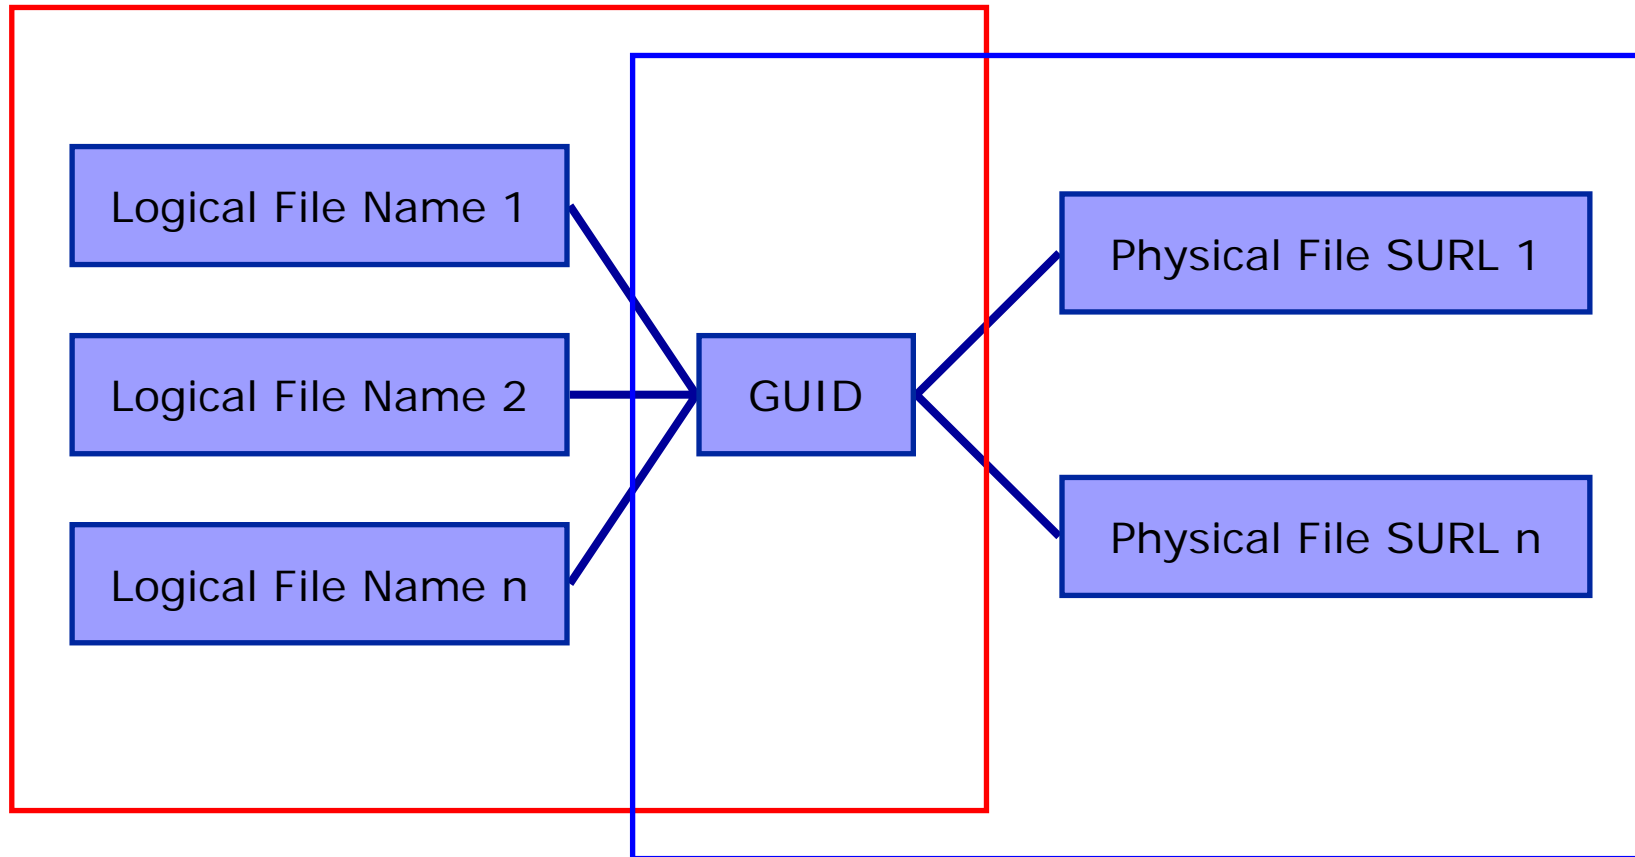 Logical File Name 1
Logical File Name 2
Logical File Name n
GUID
Physical File SURL 1
Physical File SURL n